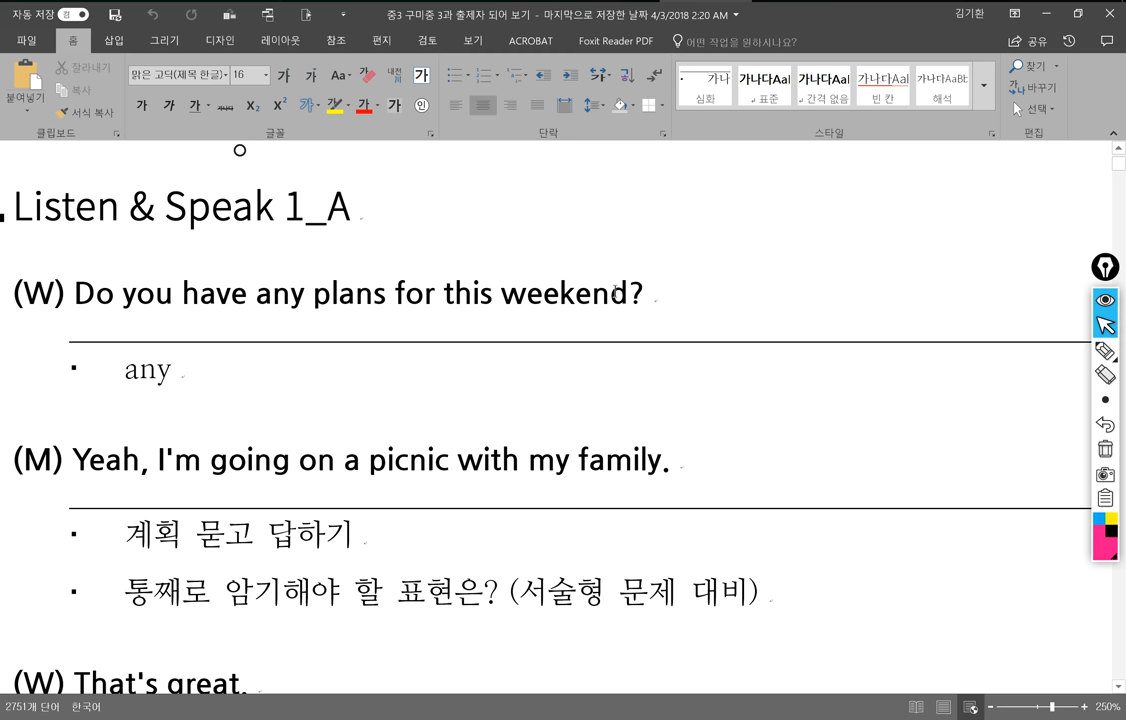 자동 저장 컴
중3 구미중 3과 출제자 되어 보기 - 마지막으로 저장한 날짜 4/3/2018 2:20 AM
김기환
파일 홈 삽입 그리기 디자인 레이아웃 참조 편지 검토 보기 ACROBAT Foxit Reader PDF 어떤 작업을 원하시나요? 공유
붙여넣기
잘라내기
복사
서식 복사
클립보드
맑은 고딕(제목 한글) 16
글꼴
단락
가나 가나다AaI 가나다AaI 가나다AaI 가나다AaBb
심화 표준 간격 없음 빈 칸 해석
스타일
찾기
바꾸기
선택
편집
Listen & Speak 1_A
(W) Do you have any plans for this weekend?
any
(M) Yeah, I'm going on a picnic with my family.
계획 묻고 답하기
통째로 암기해야 할 표현은? (서술형 문제 대비)
(W) That's great.
2751개 단어 한국어 250%